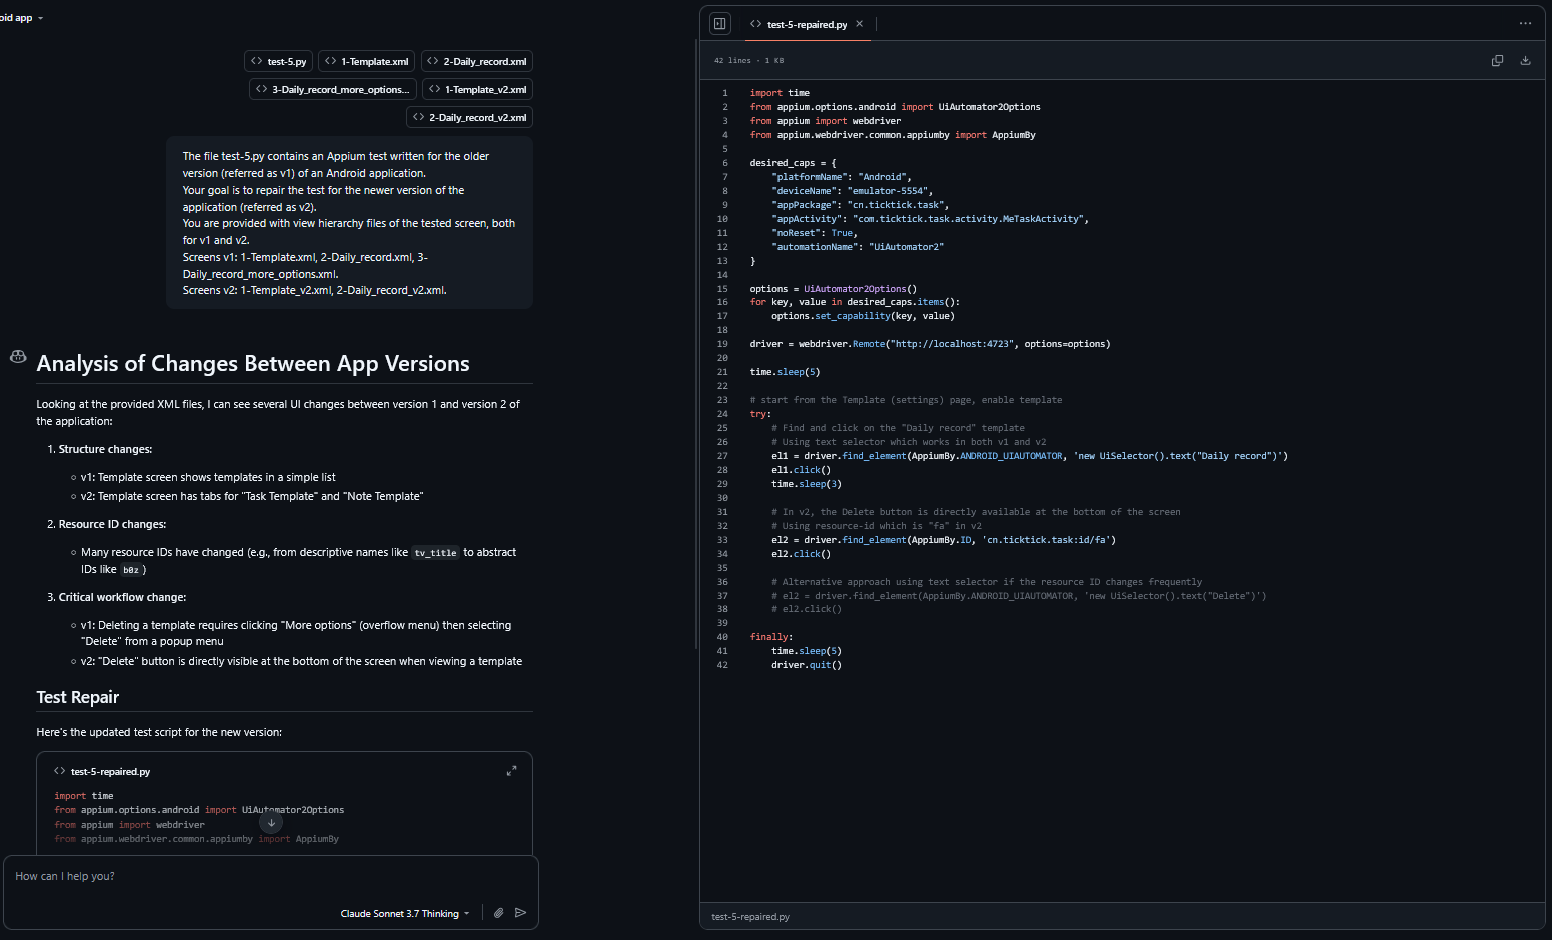 oid app
test-5.py
1-Template.xml
2-Daily_record.xml
3-Daily_record_more_options...
1-Template_v2.xml
2-Daily_record_v2.xml
The file test-5.py contains an Appium test written for the older
version (referred as v1) of an Android application.
Your goal is to repair the test for the newer version of the
application (referred as v2).
You are provided with view hierarchy files of the tested screen, both
for v1 and v2.
Screens v1: 1-Template.xml, 2-Daily_record.xml, 3-
Daily_record_more_options.xml.
Screens v2: 1-Template_v2.xml, 2-Daily_record_v2.xml.
Analysis of Changes Between App Versions
Looking at the provided XML files, I can see several UI changes between version 1 and version 2 of
the application:
1. Structure changes:
v1: Template screen shows templates in a simple list
v2: Template screen has tabs for "Task Template" and "Note Template"
2. Resource ID changes:
Many resource IDs have changed (e.g., from descriptive names like tv_title to abstract
IDs like b0z)
3. Critical workflow change:
v1: Deleting a template requires clicking "More options" (overflow menu) then selecting
"Delete" from a popup menu
v2: "Delete" button is directly visible at the bottom of the screen when viewing a template
Test Repair
Here's the updated test script for the new version:
test-5-repaired.py
import time
from appium.options.android import UiAutomator2Options
from appium import webdriver
from appium.webdriver.common.appiumby import AppiumBy
How can I help you?
Claude Sonnet 3.7 Thinking
test-5-repaired.py
42 lines · 1 KB
1 import time
2 from appium.options.android import UiAutomator2Options
3 from appium import webdriver
4 from appium.webdriver.common.appiumby import AppiumBy
5
6 desired_caps = {
7 "platformName": "Android",
8 "deviceName": "emulator-5554",
9 "appPackage": "cn.ticktick.task",
10 "appActivity": "com.ticktick.task.activity.MeTaskActivity",
11 "noReset": True,
12 "automationName": "UiAutomator2"
13 }
14
15 options = UiAutomator2Options()
16 for key, value in desired_caps.items():
17 options.set_capability(key, value)
18
19 driver = webdriver.Remote("http://localhost:4723", options=options)
20
21 time.sleep(5)
22
23 # start from the Template (settings) page, enable template
24 try:
25 # Find and click on the "Daily record" template
26 # Using text selector which works in both v1 and v2
27 el1 = driver.find_element(AppiumBy.ANDROID_UIAUTOMATOR, 'new UiSelector().text("Daily record")')
28 el1.click()
29 time.sleep(3)
30
31 # In v2, the Delete button is directly available at the bottom of the screen
32 # Using resource-id which is "fa" in v2
33 el2 = driver.find_element(AppiumBy.ID, 'cn.ticktick.task:id/fa')
34 el2.click()
35
36 # Alternative approach using text selector if the resource ID changes frequently
37 # el2 = driver.find_element(AppiumBy.ANDROID_UIAUTOMATOR, 'new UiSelector().text("Delete")')
38 # el2.click()
39
40 finally:
41 time.sleep(5)
42 driver.quit()
test-5-repaired.py